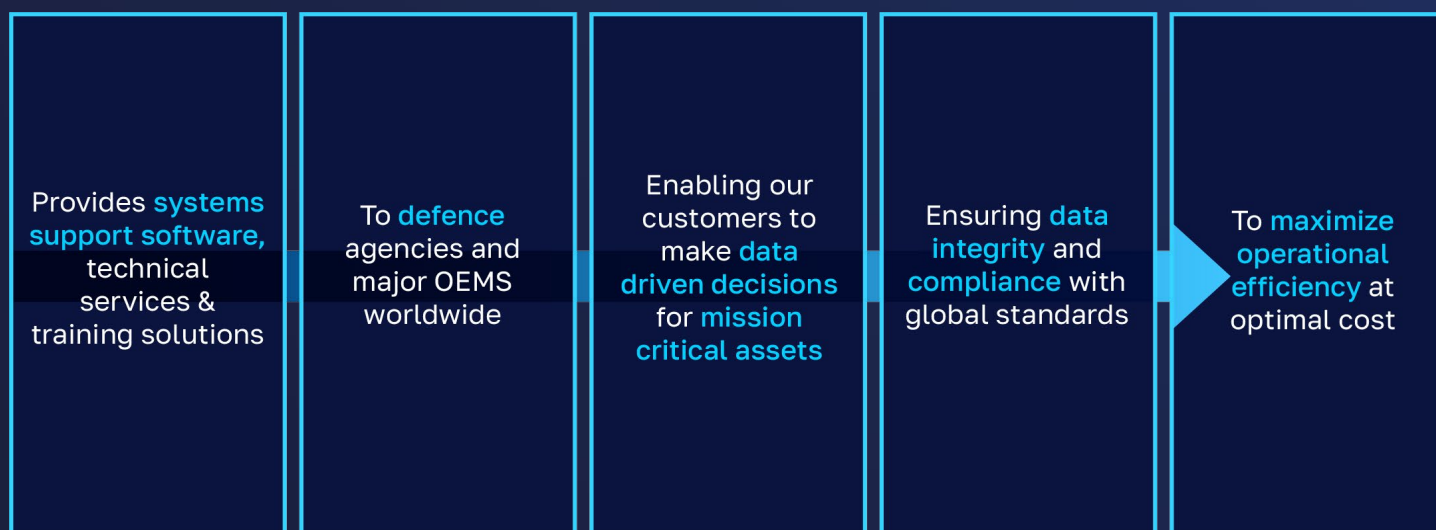 Provides systems
support software,
technical
services &
training solutions
To defence
agencies and
major OEMS
worldwide
Enabling our
customers to
make data
driven decisions
for mission
critical assets
Ensuring data
integrity and
compliance with
global standards
To maximize
operational
efficiency at
optimal cost